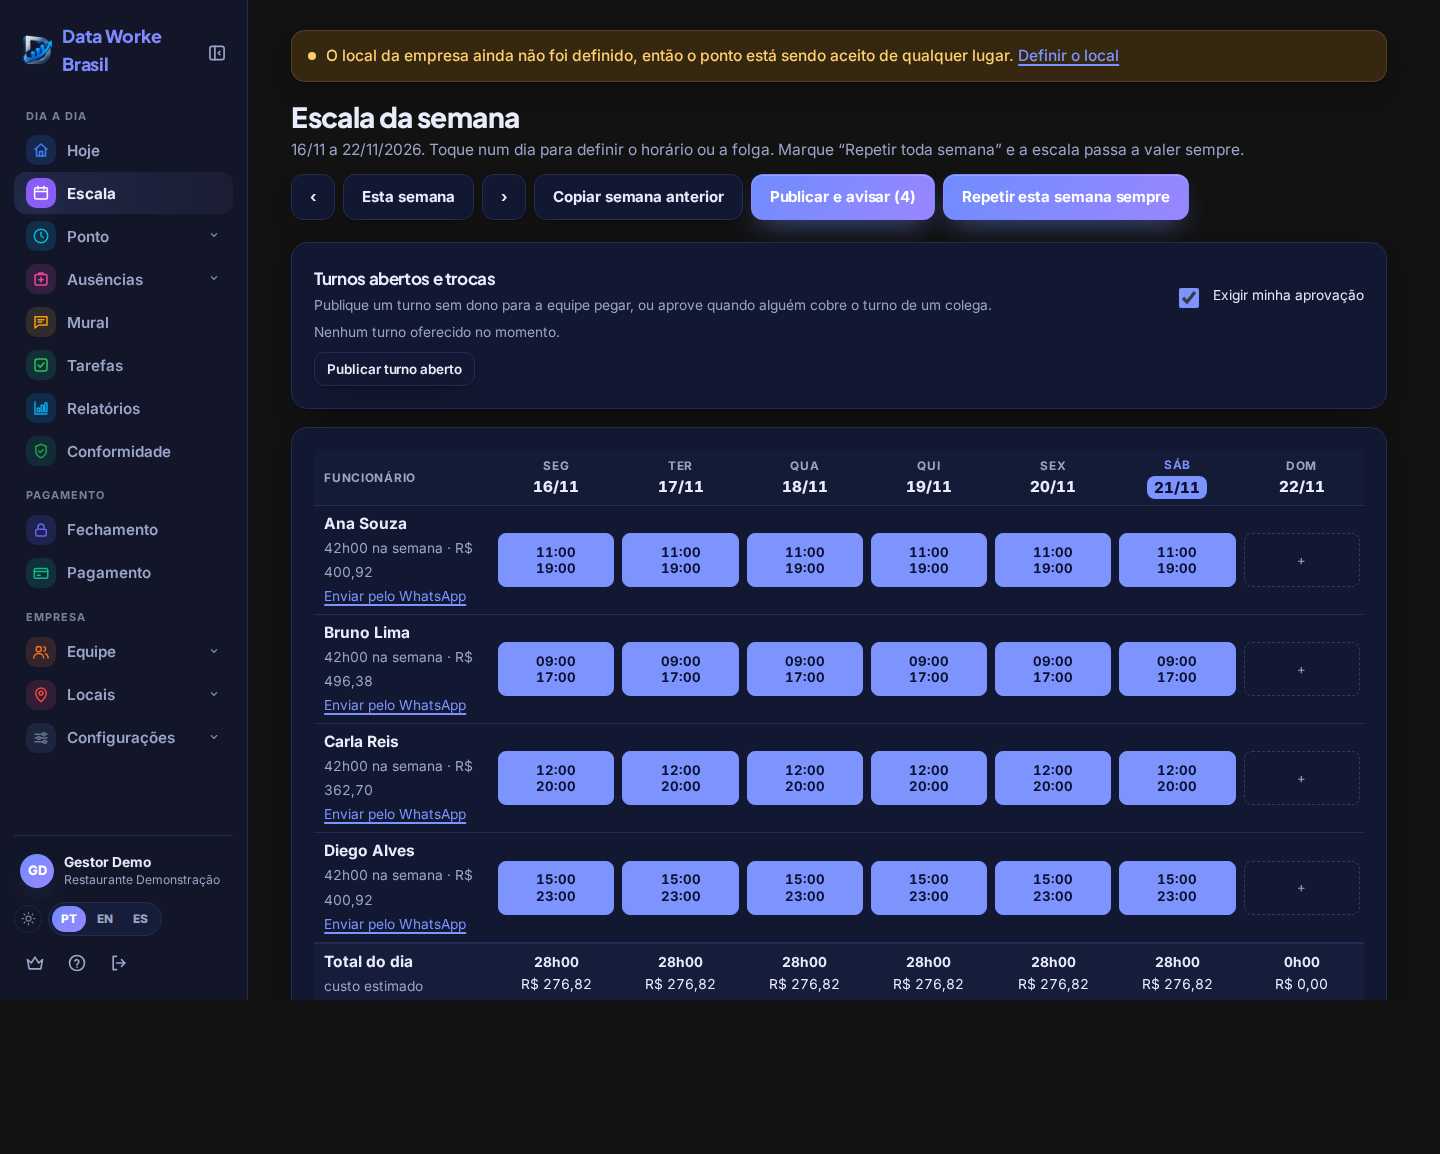 Data Worke
Brasil
DIA A DIA
Hoje
Escala
Ponto
Ausências
Mural
Tarefas
Relatórios
Conformidade
PAGAMENTO
Fechamento
Pagamento
EMPRESA
Equipe
Locais
Configurações
GD
Gestor Demo
Restaurante Demonstração
PT EN ES
O local da empresa ainda não foi definido, então o ponto está sendo aceito de qualquer lugar. Definir o local
Escala da semana
16/11 a 22/11/2026. Toque num dia para definir o horário ou a folga. Marque “Repetir toda semana” e a escala passa a valer sempre.
‹ Esta semana › Copiar semana anterior Publicar e avisar (4) Repetir esta semana sempre
Turnos abertos e trocas
Publique um turno sem dono para a equipe pegar, ou aprove quando alguém cobre o turno de um colega.
Exigir minha aprovação
Nenhum turno oferecido no momento.
Publicar turno aberto
FUNCIONÁRIO
SEG TER QUA QUI SEX SÁB DOM
16/11 17/11 18/11 19/11 20/11 21/11 22/11
Ana Souza
42h00 na semana · R$
400,92
Enviar pelo WhatsApp
11:00 11:00 11:00 11:00 11:00 11:00
19:00 19:00 19:00 19:00 19:00 19:00
+
Bruno Lima
42h00 na semana · R$
496,38
Enviar pelo WhatsApp
09:00 09:00 09:00 09:00 09:00 09:00
17:00 17:00 17:00 17:00 17:00 17:00
+
Carla Reis
42h00 na semana · R$
362,70
Enviar pelo WhatsApp
12:00 12:00 12:00 12:00 12:00 12:00
20:00 20:00 20:00 20:00 20:00 20:00
+
Diego Alves
42h00 na semana · R$
400,92
Enviar pelo WhatsApp
15:00 15:00 15:00 15:00 15:00 15:00
23:00 23:00 23:00 23:00 23:00 23:00
+
Total do dia
custo estimado
28h00 28h00 28h00 28h00 28h00 28h00 0h00
R$ 276,82 R$ 276,82 R$ 276,82 R$ 276,82 R$ 276,82 R$ 276,82 R$ 0,00